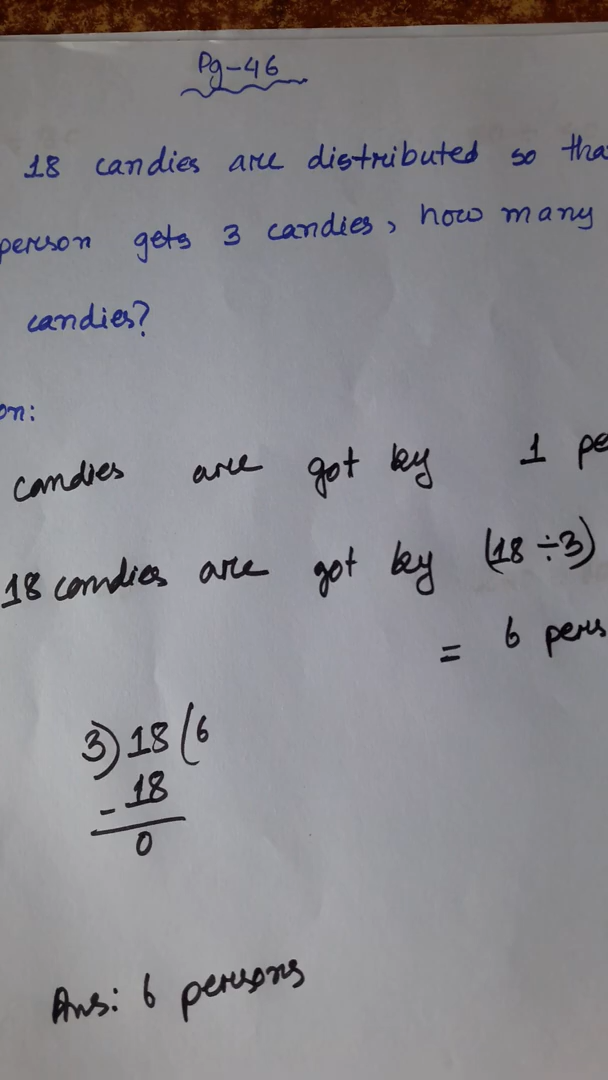 Pg-46
18 candies are distributed so tha
person gets 3 candies, how many
candies?
on:
candies are got by 1 pe
18 candies are got by (18 ÷ 3)
= 6 pers
3) 18 (6
- 18
0
Ans: 6 persons